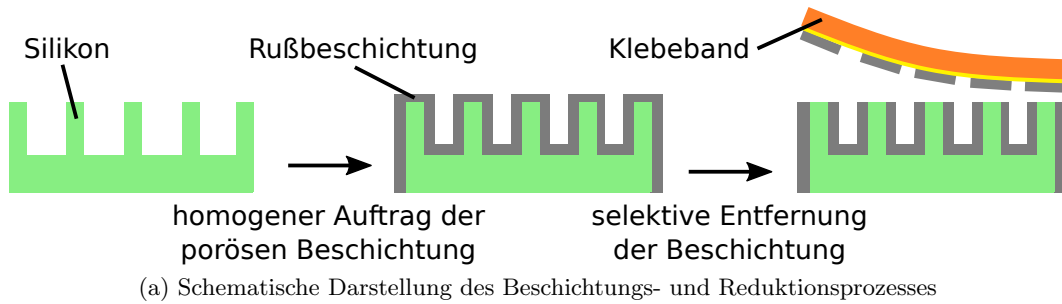 Silikon
Rußbeschichtung
Klebeband
homogener Auftrag der
porösen Beschichtung
selektive Entfernung
der Beschichtung
(a) Schematische Darstellung des Beschichtungs- und Reduktionsprozesses